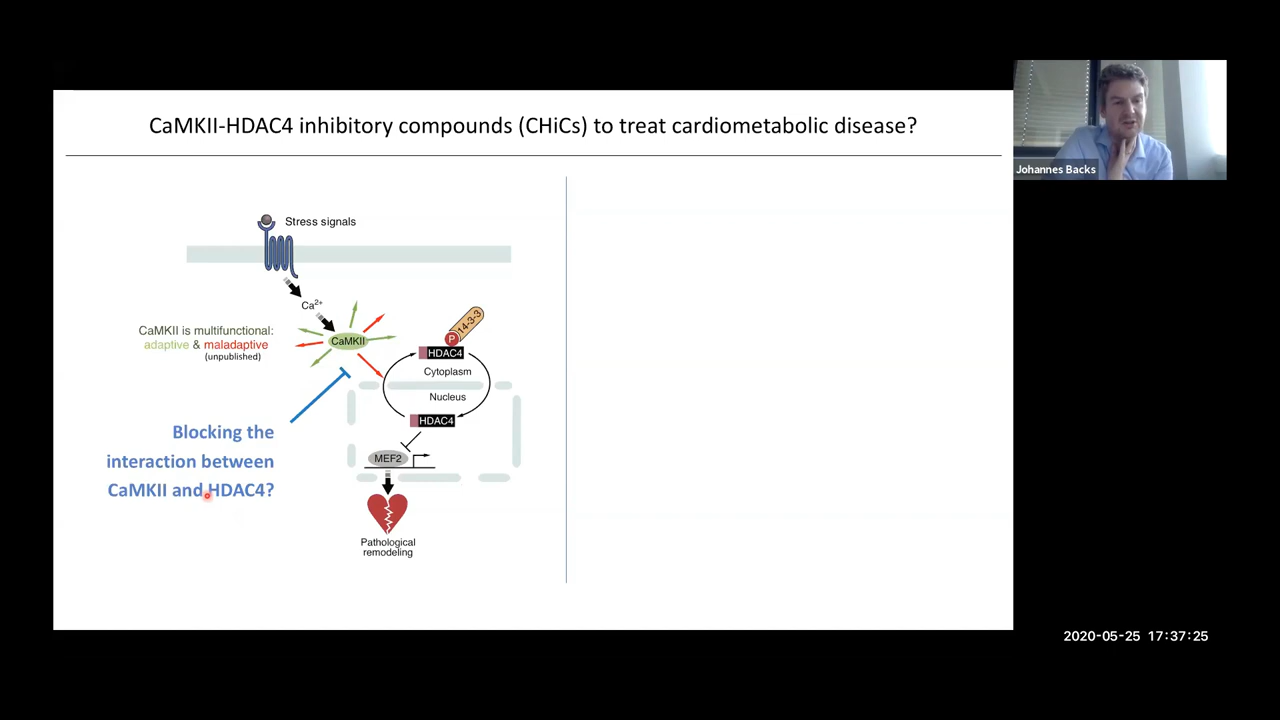 CaMKII-HDAC4 inhibitory compounds (CHiCs) to treat cardiometabolic disease?
Johannes Backs
Stress signals
Ca2+
CaMKII is multifunctional:
adaptive & maladaptive
(unpublished)
CaMKII
14-3-3
P
HDAC4
Cytoplasm
Nucleus
HDAC4
MEF2
Blocking the
interaction between
CaMKII and HDAC4?
Pathological
remodeling
2020-05-25 17:37:25